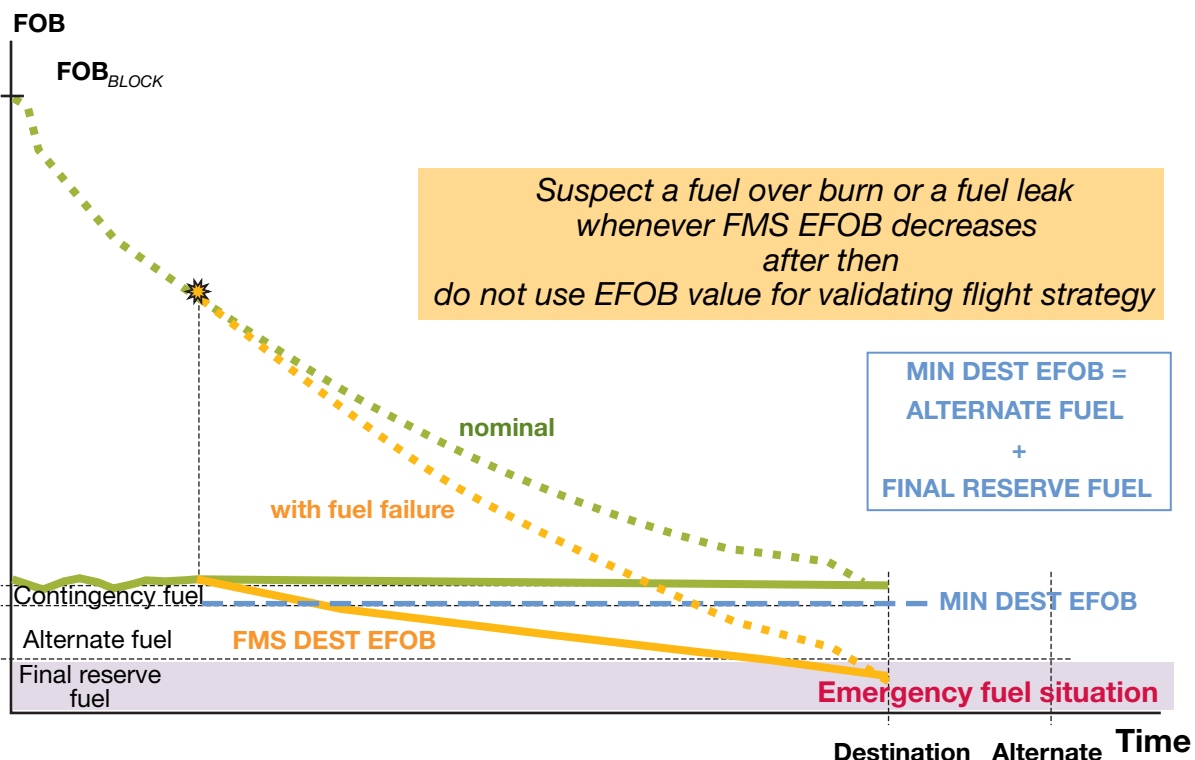 FOB
FOBBLOCK
Suspect a fuel over burn or a fuel leak
whenever FMS EFOB decreases
after then
do not use EFOB value for validating flight strategy
MIN DEST EFOB =
ALTERNATE FUEL
+
FINAL RESERVE FUEL
nominal
with fuel failure
Contingency fuel
MIN DEST EFOB
Alternate fuel
FMS DEST EFOB
Final reserve
fuel
Emergency fuel situation
Destination
Alternate
Time